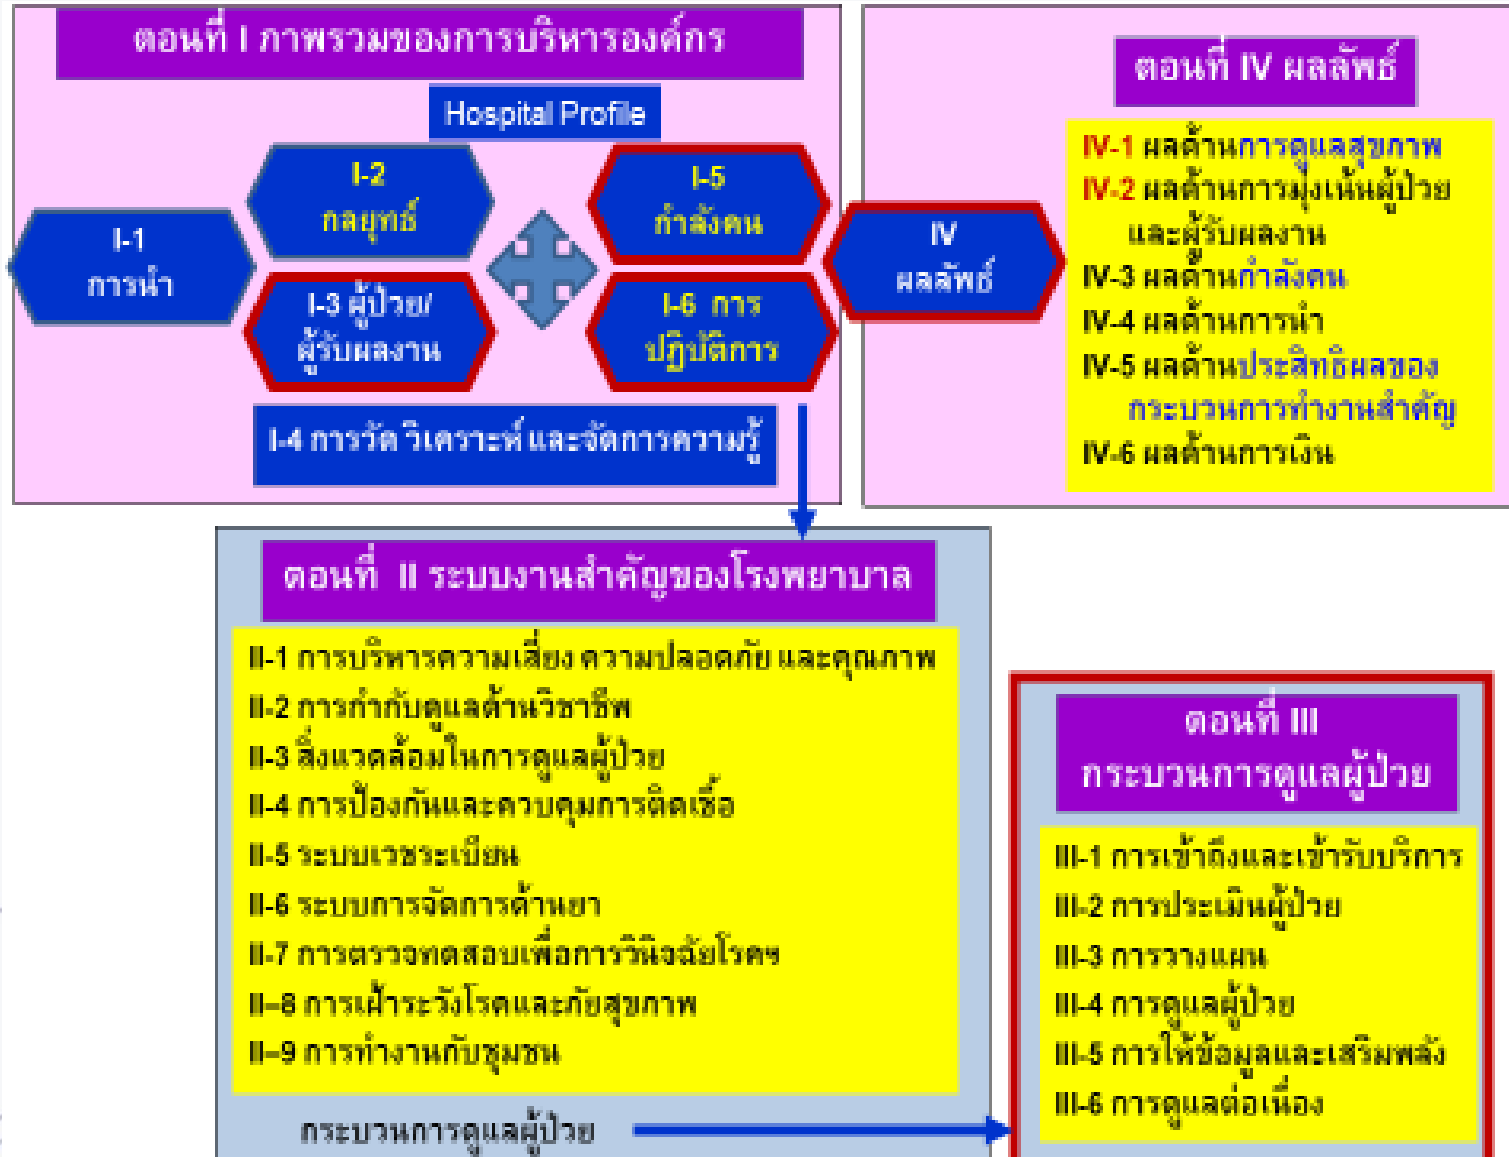 ตอนที่ I ภาพรวมของการบริหารองค์กร
Hospital Profile
I-1
การนำ
I-2
กลยุทธ์
I-3 ผู้ป่วย/
ผู้รับผลงาน
I-5
กำลังคน
I-6 การ
ปฏิบัติการ
I-4 การวัด วิเคราะห์ และจัดการความรู้
IV
ผลลัพธ์
ตอนที่ IV ผลลัพธ์
IV-1 ผลด้านการดูแลสุขภาพ
IV-2 ผลด้านการมุ่งเน้นผู้ป่วย
และผู้รับผลงาน
IV-3 ผลด้านกำลังคน
IV-4 ผลด้านการนำ
IV-5 ผลด้านประสิทธิผลของ
กระบวนการทำงานสำคัญ
IV-6 ผลด้านการเงิน
ตอนที่ II ระบบงานสำคัญของโรงพยาบาล
II-1 การบริหารความเสี่ยง ความปลอดภัย และคุณภาพ
II-2 การกำกับดูแลด้านวิชาชีพ
II-3 สิ่งแวดล้อมในการดูแลผู้ป่วย
II-4 การป้องกันและควบคุมการติดเชื้อ
II-5 ระบบเวชระเบียน
II-6 ระบบการจัดการด้านยา
II-7 การตรวจทดสอบเพื่อการวินิจฉัยโรคฯ
II–8 การเฝ้าระวังโรคและภัยสุขภาพ
II–9 การทำงานกับชุมชน
กระบวนการดูแลผู้ป่วย
ตอนที่ III
กระบวนการดูแลผู้ป่วย
III-1 การเข้าถึงและเข้ารับบริการ
III-2 การประเมินผู้ป่วย
III-3 การวางแผน
III-4 การดูแลผู้ป่วย
III-5 การให้ข้อมูลและเสริมพลัง
III-6 การดูแลต่อเนื่อง